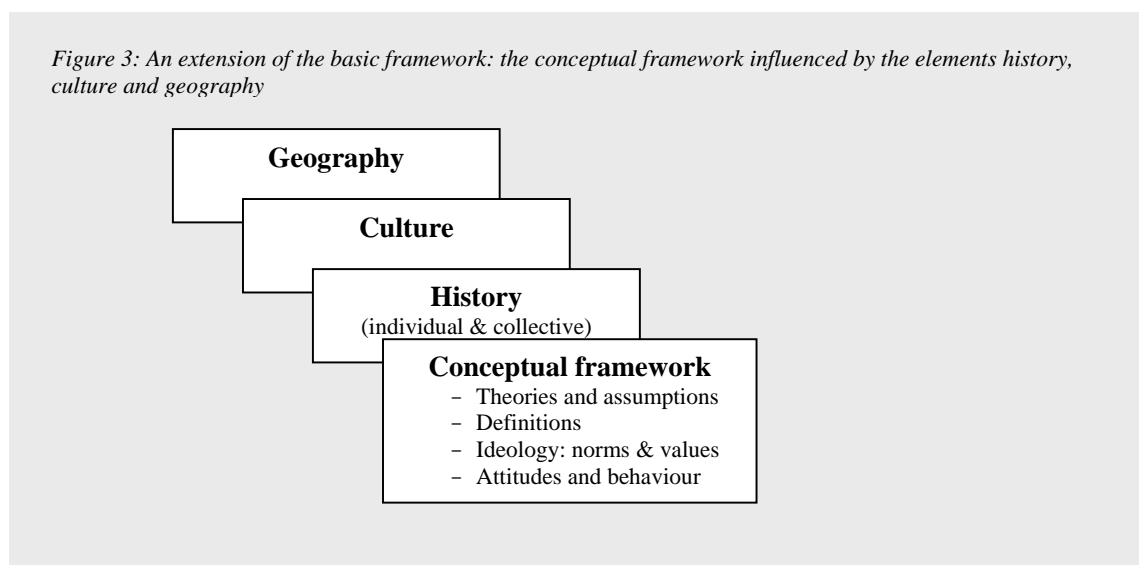 Figure 3: An extension of the basic framework: the conceptual framework influenced by the elements history,
culture and geography
Geography
Culture
History
(individual & collective)
Conceptual framework
– Theories and assumptions
– Definitions
– Ideology: norms & values
– Attitudes and behaviour